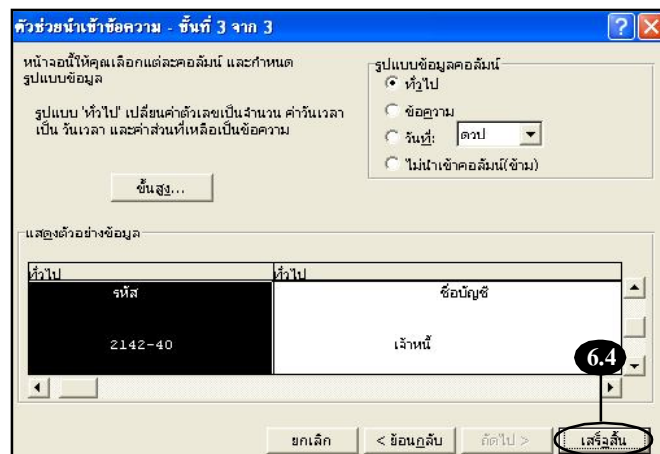 ตัวช่วยนำเข้าข้อความ - ขั้นที่ 3 จาก 3
หน้าจอนี้ให้คุณเลือกแต่ละคอลัมน์ และกำหนด
รูปแบบข้อมูล
รูปแบบ 'ทั่วไป' เปลี่ยนค่าตัวเลขเป็นจำนวน ค่าวันเวลา
เป็น วันเวลา และค่าส่วนที่เหลือเป็นข้อความ
ขั้นสูง...
รูปแบบข้อมูลคอลัมน์
ทั่วไป
ข้อความ
วันที่: ดวป
ไม่นำเข้าคอลัมน์(ข้าม)
แสดงตัวอย่างข้อมูล
ทั่วไป ทั่วไป
รหัส ชื่อบัญชี
2142-40 เจ้าหนี้
6.4
ยกเลิก < ย้อนกลับ ถัดไป > เสร็จสิ้น